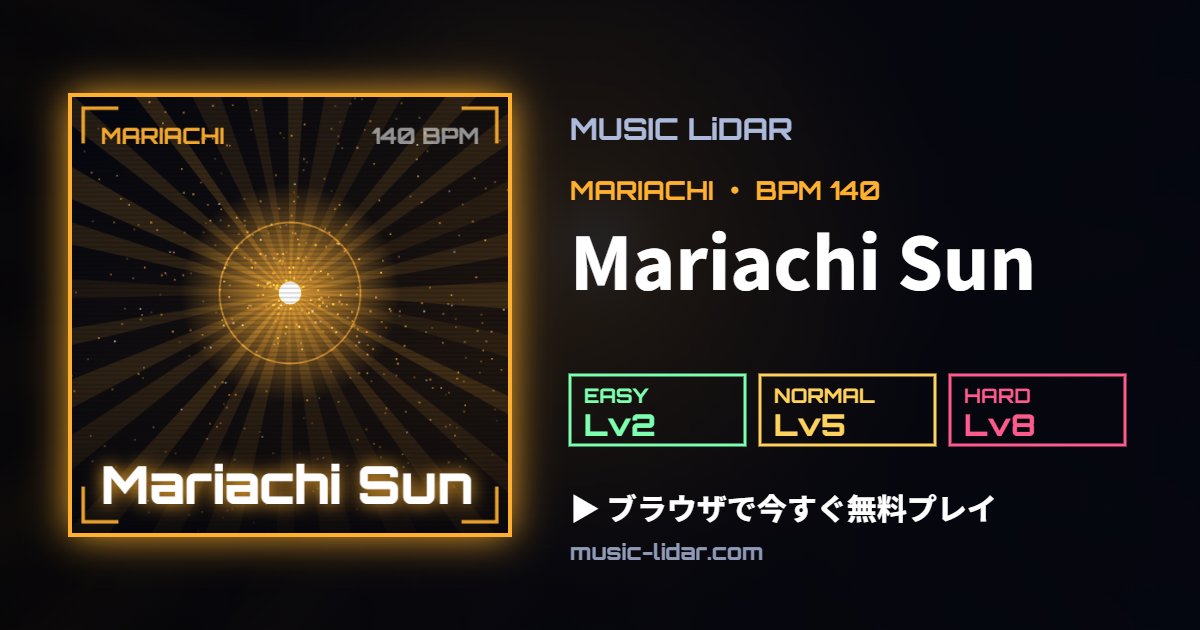 MARIACHI
140 BPM
Mariachi Sun
MUSIC LiDAR
MARIACHI • BPM 140
Mariachi Sun
EASY
Lv2
NORMAL
Lv5
HARD
Lv8
▶ ブラウザで今すぐ無料プレイ
music-lidar.com